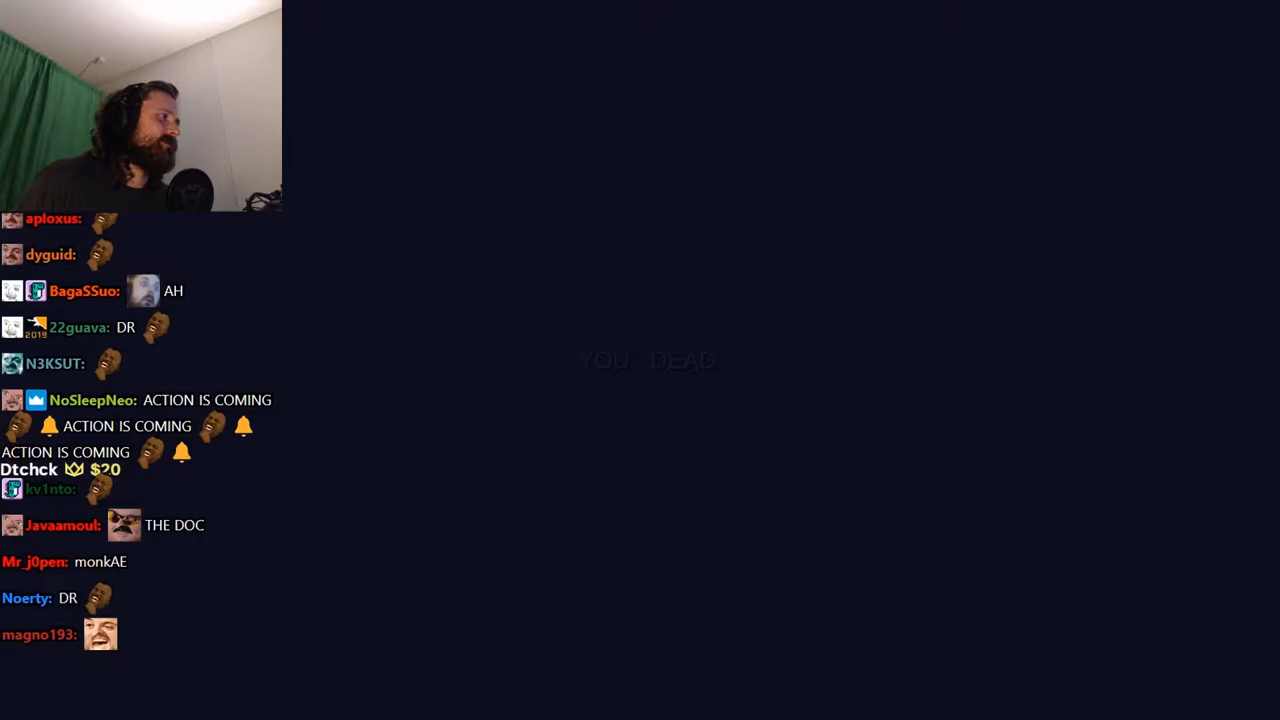 aploxus:
dyguid:
BagaSSuo: AH
2019 22guava: DR
N3KSUT:
NoSleepNeo: ACTION IS COMING
ACTION IS COMING
ACTION IS COMING
Dtchck $20
kv1nto:
Javaamoul: THE DOC
Mr_j0pen: monkAE
Noerty: DR
magno193:
YOU DEAD